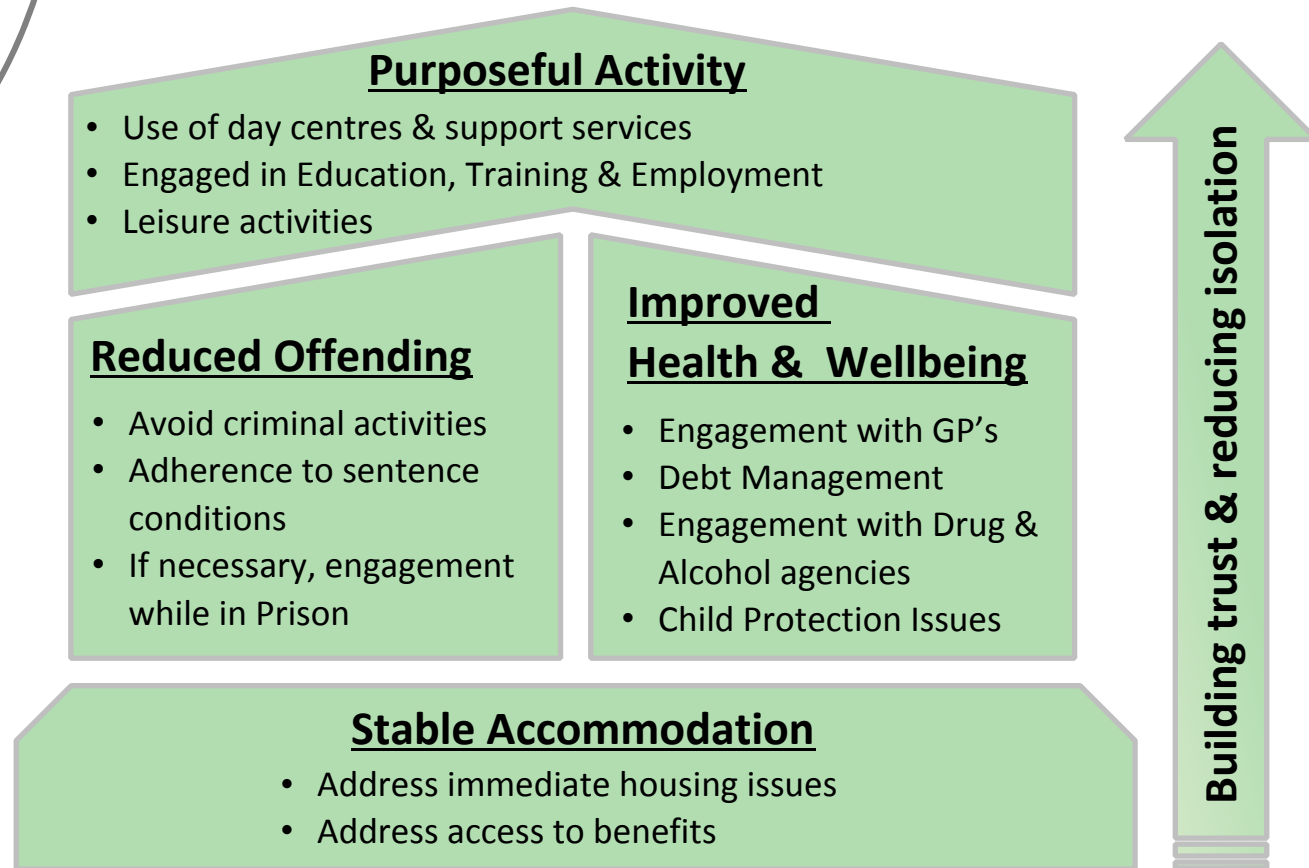 Purposeful Activity
• Use of day centres & support services
• Engaged in Education, Training & Employment
• Leisure activities
Reduced Offending
• Avoid criminal activities
• Adherence to sentence
conditions
• If necessary, engagement
while in Prison
Improved
Health & Wellbeing
• Engagement with GP’s
• Debt Management
• Engagement with Drug &
Alcohol agencies
• Child Protection Issues
Stable Accommodation
• Address immediate housing issues
• Address access to benefits
Building trust & reducing isolation